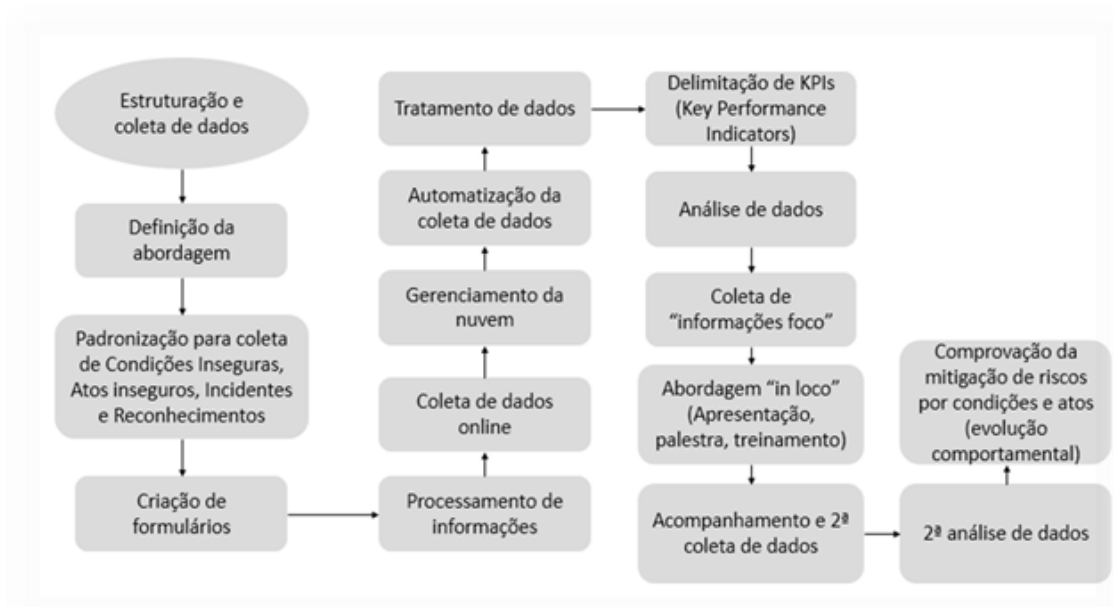 Estruturação e
coleta de dados
Definição da
abordagem
Padronização para coleta
de Condições Inseguras,
Atos inseguros, Incidentes
e Reconhecimentos
Criação de
formulários
Processamento de
informações
Coleta de dados
online
Gerenciamento da
nuvem
Automatização da
coleta de dados
Tratamento de dados
Delimitação de KPIs
(Key Performance
Indicators)
Análise de dados
Coleta de
“informações foco”
Abordagem “in loco”
(Apresentação,
palestra, treinamento)
Acompanhamento e 2ª
coleta de dados
2ª análise de dados
Comprovação da
mitigação de riscos
por condições e atos
(evolução
comportamental)